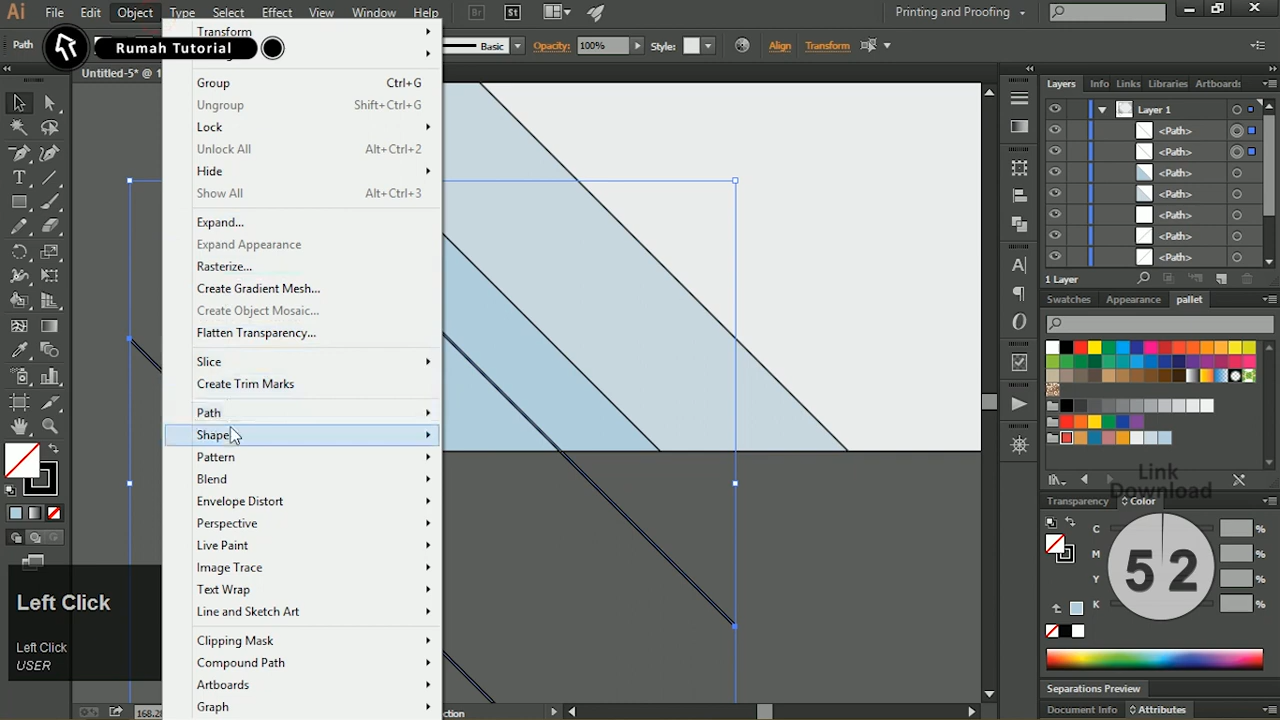 Ai File Edit Object Type Select Effect View Window Help Br St Printing and Proofing
Path Rumah Tutorial Basic Opacity: 100% Style: Align Transform
Untitled-5* @ 1
Transform
Group Ctrl+G
Ungroup Shift+Ctrl+G
Lock
Unlock All Alt+Ctrl+2
Hide
Show All Alt+Ctrl+3
Expand...
Expand Appearance
Rasterize...
Create Gradient Mesh...
Create Object Mosaic...
Flatten Transparency...
Slice
Create Trim Marks
Path
Shape
Pattern
Blend
Envelope Distort
Perspective
Live Paint
Image Trace
Text Wrap
Line and Sketch Art
Clipping Mask
Compound Path
Artboards
Graph
Left Click
Left Click
USER
168.2
ction
Layers Info Links Libraries Artboards
Layer 1
<Path>
<Path>
<Path>
<Path>
<Path>
<Path>
<Path>
1 Layer
Swatches Appearance pallet
Link
Download
Transparency Color
C %
M %
Y %
K %
52
Separations Preview
Document Info Attributes